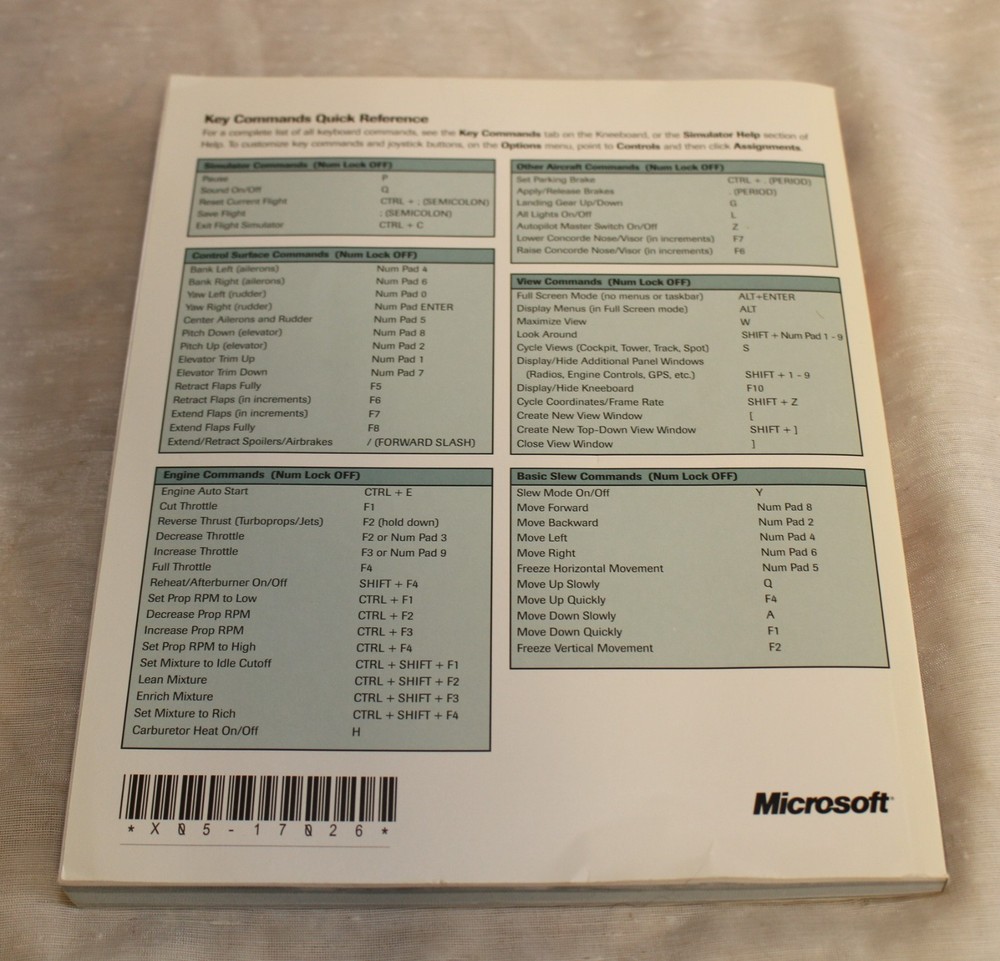 Key Commands Quick Reference
For a complete list of all keyboard commands, see the Key Commands tab on the Kneeboard, or the Simulator Help section of
Help. To customize key commands and joystick buttons, on the Options menu, point to Controls and then click Assignments.
Simulator Commands (Num Lock OFF)
Pause P
Sound On/Off Q
Reset Current Flight CTRL + ; (SEMICOLON)
Save Flight ; (SEMICOLON)
Exit Flight Simulator CTRL + C
Control Surface Commands (Num Lock OFF)
Bank Left (ailerons) Num Pad 4
Bank Right (ailerons) Num Pad 6
Yaw Left (rudder) Num Pad 0
Yaw Right (rudder) Num Pad ENTER
Center Ailerons and Rudder Num Pad 5
Pitch Down (elevator) Num Pad 8
Pitch Up (elevator) Num Pad 2
Elevator Trim Up Num Pad 1
Elevator Trim Down Num Pad 7
Retract Flaps Fully F5
Retract Flaps (in increments) F6
Extend Flaps (in increments) F7
Extend Flaps Fully F8
Extend/Retract Spoilers/Airbrakes / (FORWARD SLASH)
Engine Commands (Num Lock OFF)
Engine Auto Start CTRL + E
Cut Throttle F1
Reverse Thrust (Turboprops/Jets) F2 (hold down)
Decrease Throttle F2 or Num Pad 3
Increase Throttle F3 or Num Pad 9
Full Throttle F4
Reheat/Afterburner On/Off SHIFT + F4
Set Prop RPM to Low CTRL + F1
Decrease Prop RPM CTRL + F2
Increase Prop RPM CTRL + F3
Set Prop RPM to High CTRL + F4
Set Mixture to Idle Cutoff CTRL + SHIFT + F1
Lean Mixture CTRL + SHIFT + F2
Enrich Mixture CTRL + SHIFT + F3
Set Mixture to Rich CTRL + SHIFT + F4
Carburetor Heat On/Off H
Other Aircraft Commands (Num Lock OFF)
Set Parking Brake CTRL + . (PERIOD)
Apply/Release Brakes . (PERIOD)
Landing Gear Up/Down G
All Lights On/Off L
Autopilot Master Switch On/Off Z
Lower Concorde Nose/Visor (in increments) F7
Raise Concorde Nose/Visor (in increments) F6
View Commands (Num Lock OFF)
Full Screen Mode (no menus or taskbar) ALT+ENTER
Display Menus (in Full Screen mode) ALT
Maximize View W
Look Around SHIFT + Num Pad 1 - 9
Cycle Views (Cockpit, Tower, Track, Spot) S
Display/Hide Additional Panel Windows
(Radios, Engine Controls, GPS, etc.) SHIFT + 1 - 9
Display/Hide Kneeboard F10
Cycle Coordinates/Frame Rate SHIFT + Z
Create New View Window [
Create New Top-Down View Window SHIFT + ]
Close View Window ]
Basic Slew Commands (Num Lock OFF)
Slew Mode On/Off Y
Move Forward Num Pad 8
Move Backward Num Pad 2
Move Left Num Pad 4
Move Right Num Pad 6
Freeze Horizontal Movement Num Pad 5
Move Up Slowly Q
Move Up Quickly F4
Move Down Slowly A
Move Down Quickly F1
Freeze Vertical Movement F2
*X05-17026*
Microsoft